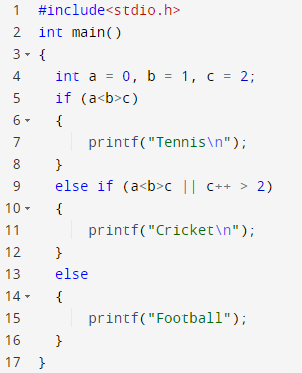 1 #include<stdio.h>
2 int main()
3 {
4 int a = 0, b = 1, c = 2;
5 if (a<b>c)
6 {
7 printf("Tennis\n");
8 }
9 else if (a<b>c || c++ > 2)
10 {
11 printf("Cricket\n");
12 }
13 else
14 {
15 printf("Football");
16 }
17 }